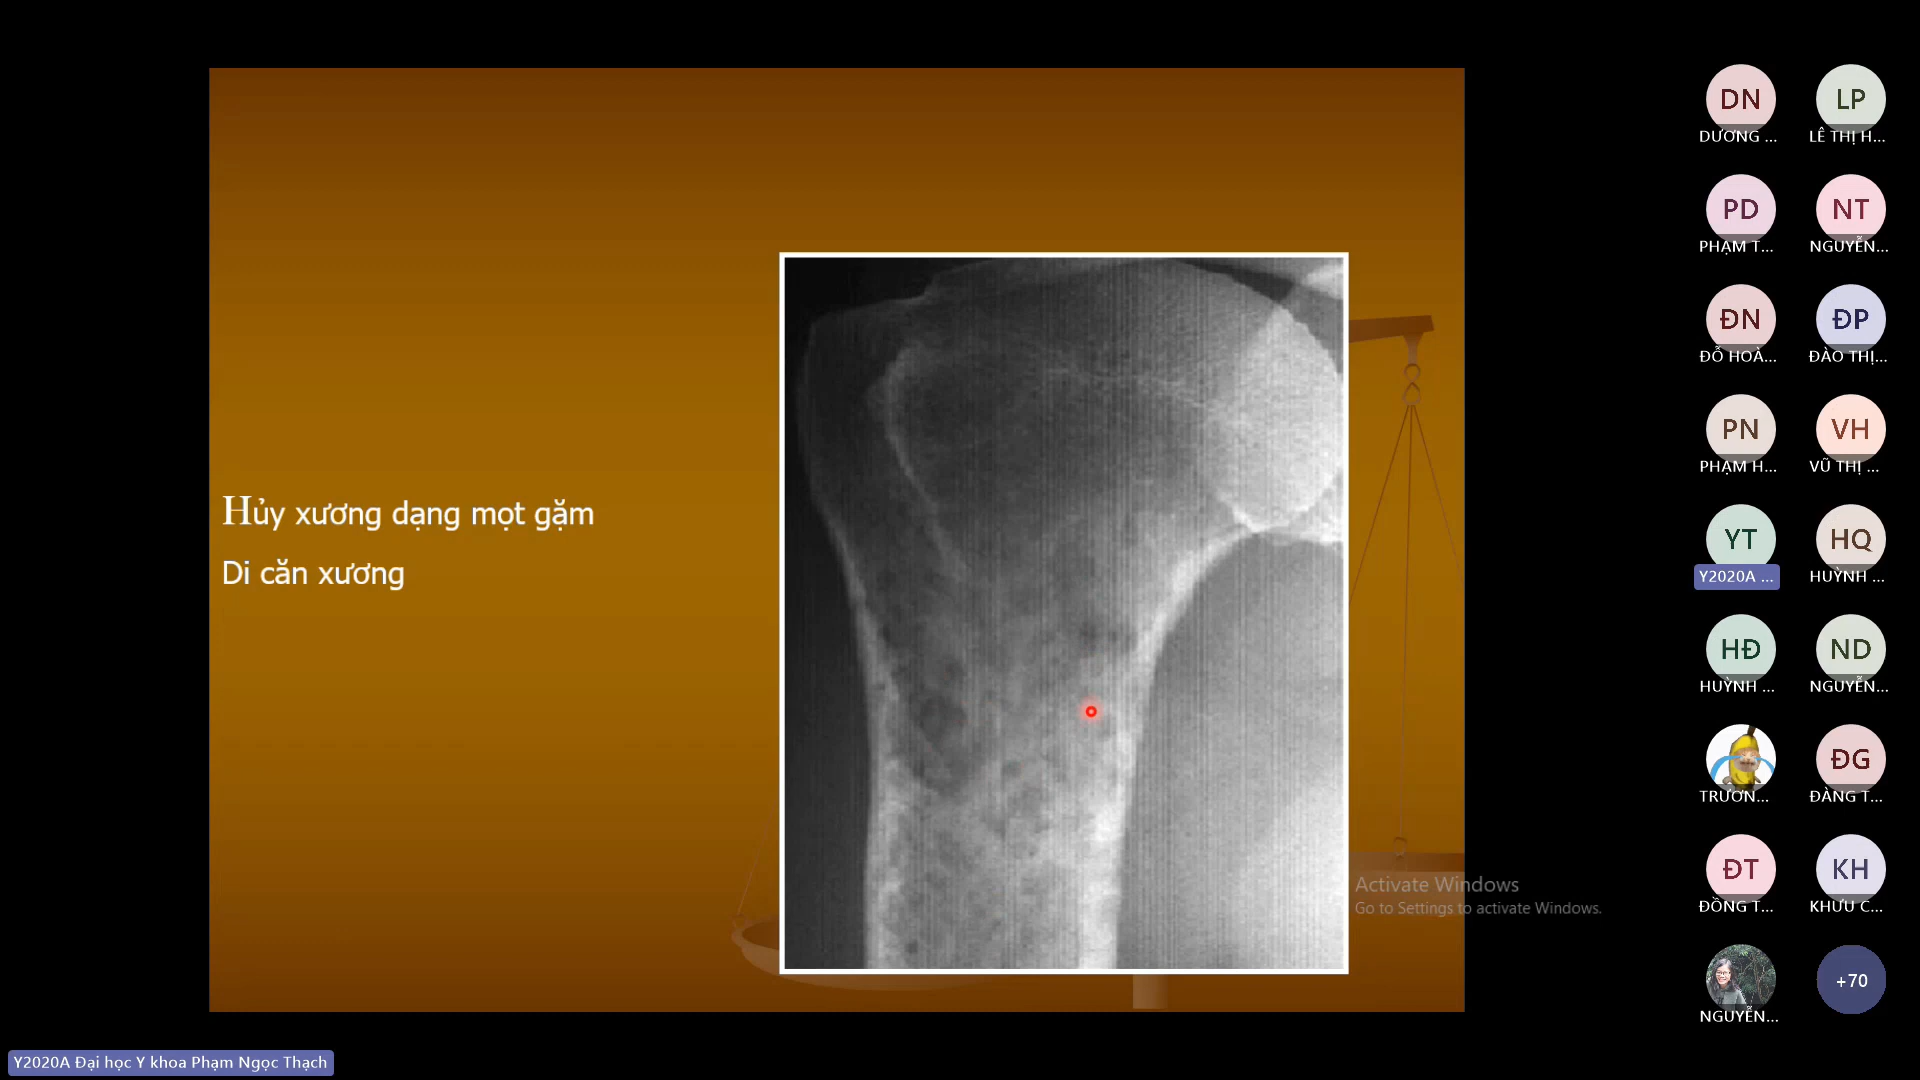 Hủy xương dạng mọt gặm
Di căn xương
Activate Windows
Go to Settings to activate Windows.
DN
DƯƠNG ...
LP
LÊ THỊ H...
PD
PHẠM T...
NT
NGUYỄN...
ĐN
ĐỖ HOÀ...
ĐP
ĐÀO THỊ...
PN
PHẠM H...
VH
VŨ THỊ ...
YT
Y2020A ...
HQ
HUỲNH ...
HĐ
HUỲNH ...
ND
NGUYỄN...
TRƯƠN...
ĐG
ĐÀNG T...
ĐT
ĐỒNG T...
KH
KHƯU C...
NGUYỄN...
+70
Y2020A Đại học Y khoa Phạm Ngọc Thạch